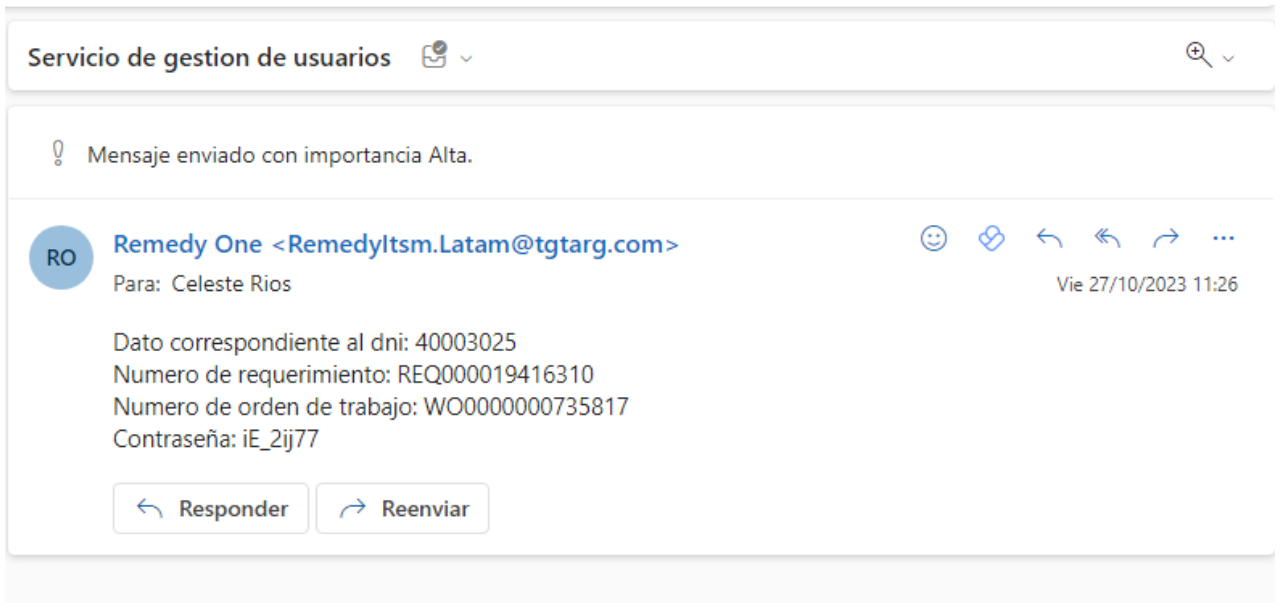 Servicio de gestion de usuarios
Mensaje enviado con importancia Alta.
RO
Remedy One <RemedyItsm.Latam@tgtarg.com>
Para: Celeste Rios
Vie 27/10/2023 11:26
Dato correspondiente al dni: 40003025
Numero de requerimiento: REQ000019416310
Numero de orden de trabajo: WO0000000735817
Contraseña: iE_2ij77
Responder
Reenviar